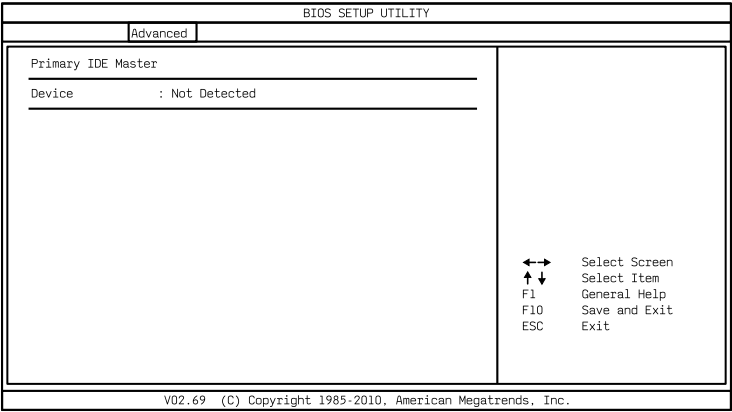 BIOS SETUP UTILITY
Advanced
Primary IDE Master
Device : Not Detected
←→ Select Screen
↑↓ Select Item
F1 General Help
F10 Save and Exit
ESC Exit
V02.69 (C) Copyright 1985-2010, American Megatrends, Inc.